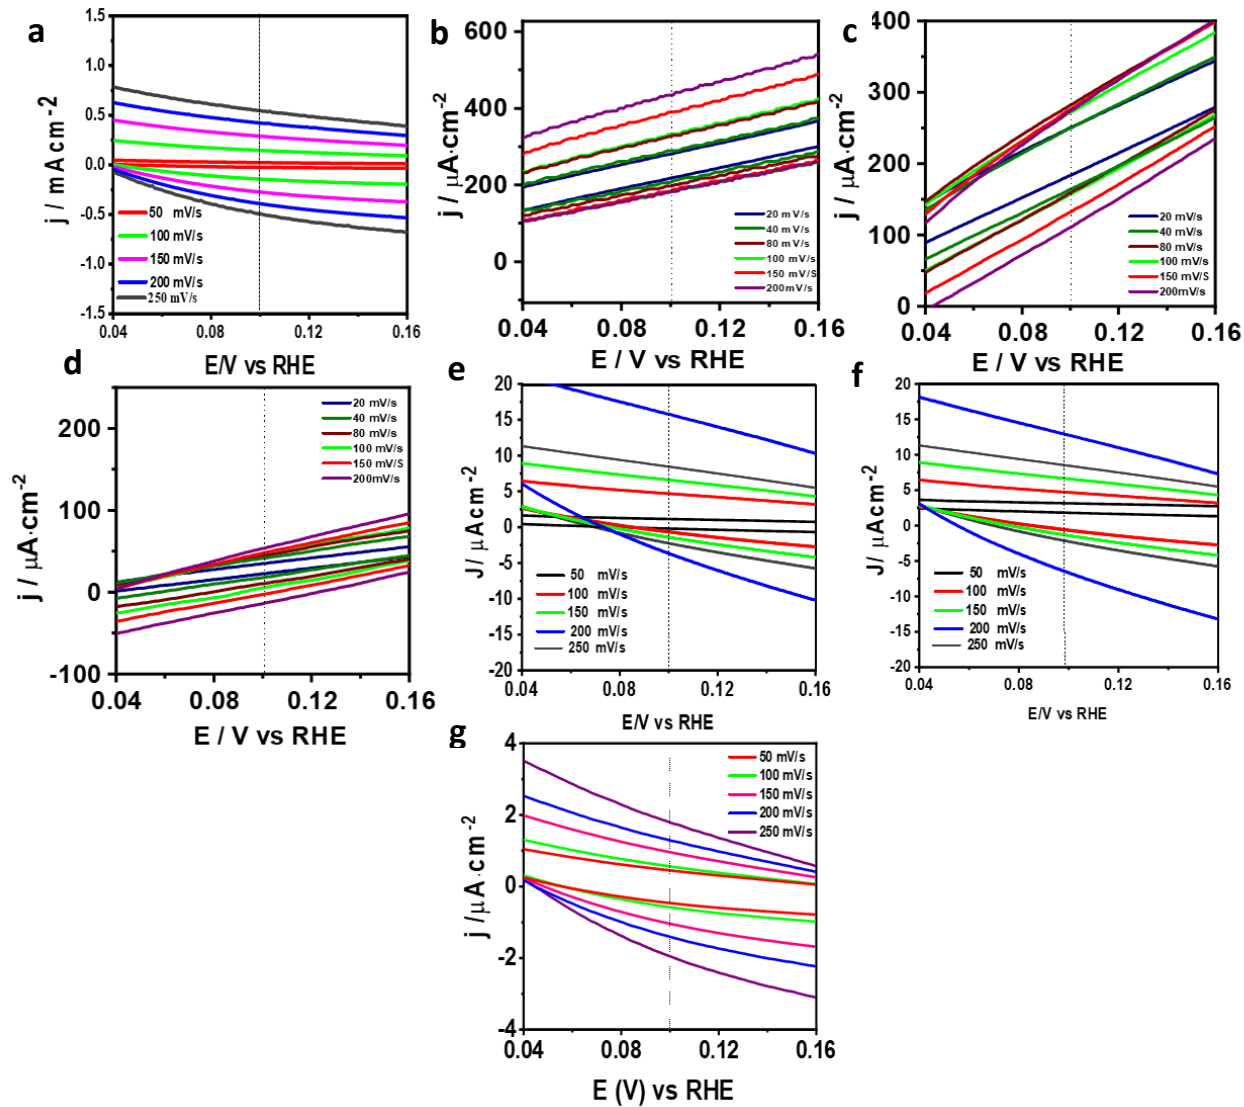 a
1.5
1.0
0.5
0.0
-0.5
-1.0
-1.5
j / mA cm-2
50 mV/s
100 mV/s
150 mV/s
200 mV/s
250 mV/s
0.04 0.08 0.12 0.16
E/V vs RHE
b
600
400
200
0
j / μA·cm-2
20 mV/s
40 mV/s
80 mV/s
100 mV/s
150 mV/S
200mV/s
0.04 0.08 0.12 0.16
E / V vs RHE
c
400
300
200
100
0
j / μA·cm-2
20 mV/s
40 mV/s
80 mV/s
100 mV/s
150 mV/S
200mV/s
0.04 0.08 0.12 0.16
E / V vs RHE
d
200
100
0
-100
j / μA·cm-2
20 mV/s
40 mV/s
80 mV/s
100 mV/s
150 mV/S
200mV/s
0.04 0.08 0.12 0.16
E / V vs RHE
e
20
15
10
5
0
-5
-10
-15
-20
J/ μAcm-2
50 mV/s
100 mV/s
150 mV/s
200 mV/s
250 mV/s
0.04 0.08 0.12 0.16
E/V vs RHE
f
20
15
10
5
0
-5
-10
-15
-20
J/ μAcm-2
50 mV/s
100 mV/s
150 mV/s
200 mV/s
250 mV/s
0.04 0.08 0.12 0.16
E/V vs RHE
g
4
2
0
-2
-4
j /μA·cm-2
50 mV/s
100 mV/s
150 mV/s
200 mV/s
250 mV/s
0.04 0.08 0.12 0.16
E (V) vs RHE